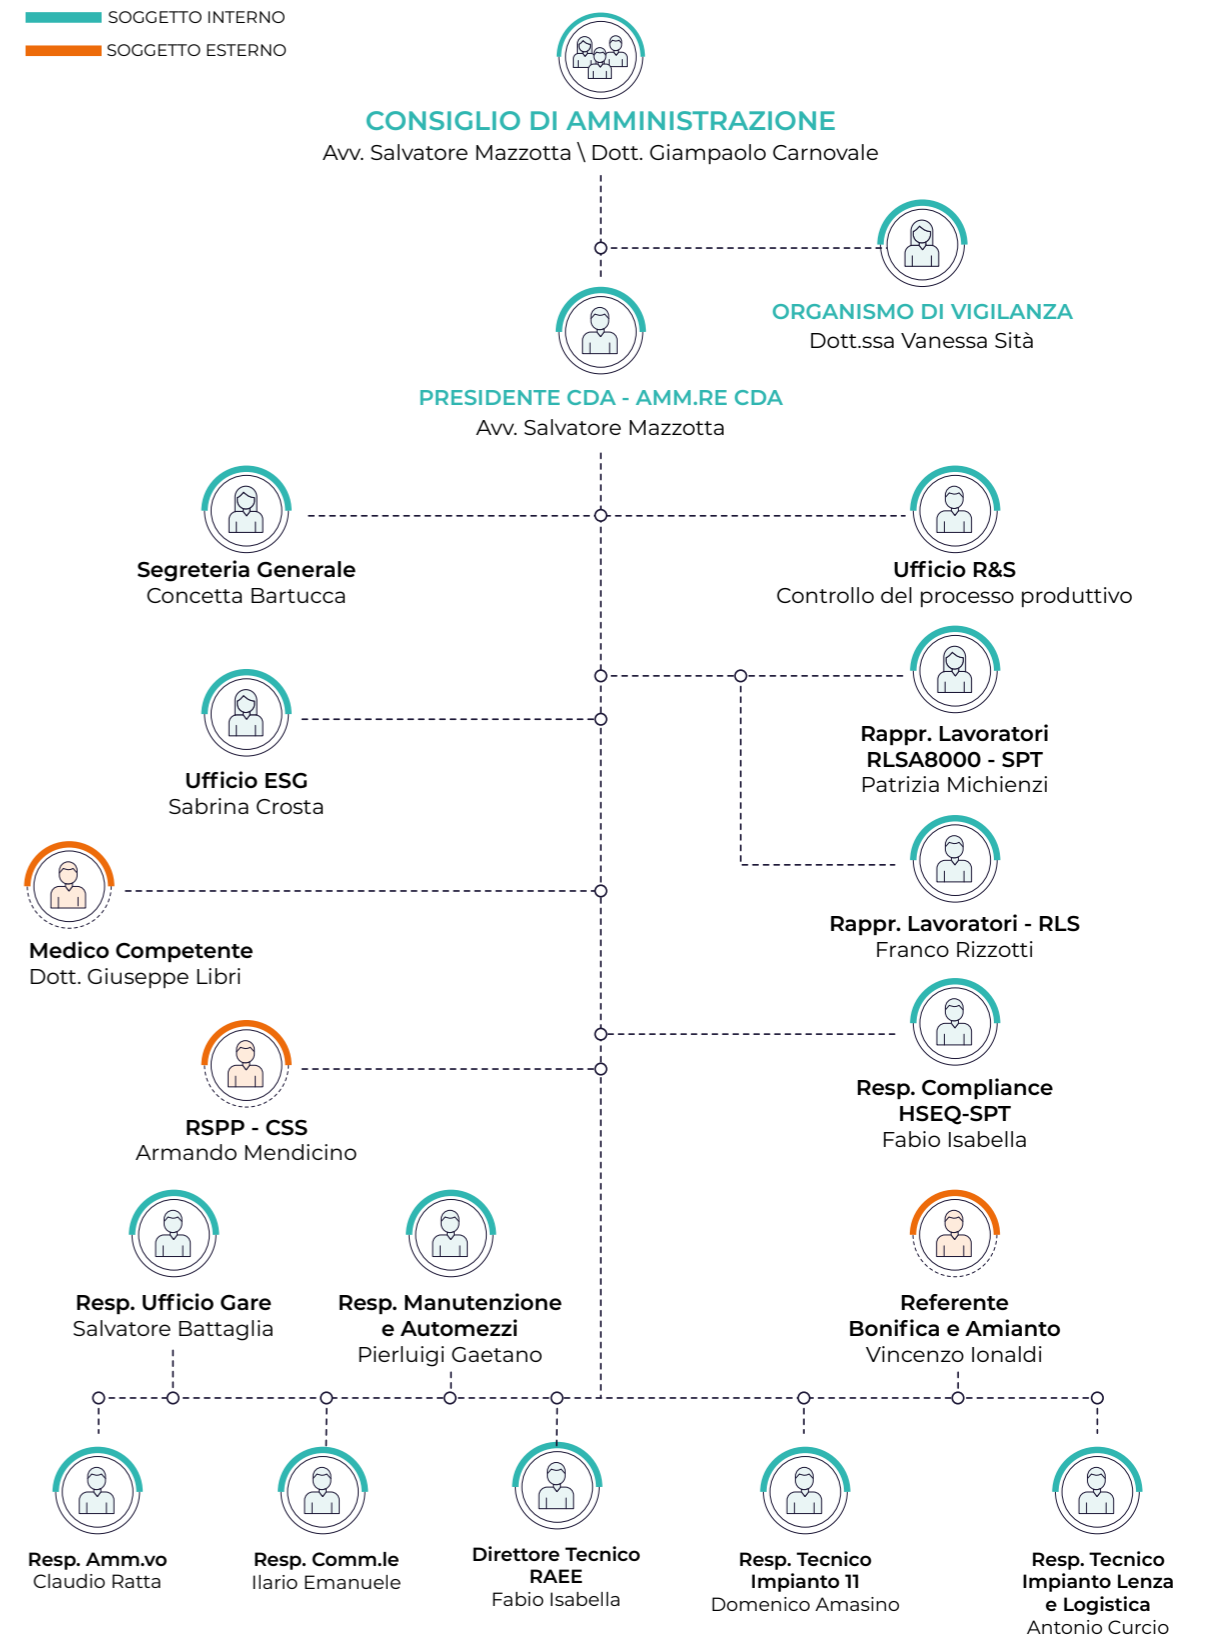 SOGGETTO INTERNO
SOGGETTO ESTERNO
CONSIGLIO DI AMMINISTRAZIONE
Avv. Salvatore Mazzotta \ Dott. Giampaolo Carnovale
ORGANISMO DI VIGILANZA
Dott.ssa Vanessa Sità
PRESIDENTE CDA - AMM.RE CDA
Avv. Salvatore Mazzotta
Segreteria Generale
Concetta Bartucca
Ufficio R&S
Controllo del processo produttivo
Rappr. Lavoratori
RLSA8000 - SPT
Patrizia Michienzi
Ufficio ESG
Sabrina Crosta
Rappr. Lavoratori - RLS
Franco Rizzotti
Medico Competente
Dott. Giuseppe Libri
Resp. Compliance
HSEQ-SPT
Fabio Isabella
RSPP - CSS
Armando Mendicino
Resp. Ufficio Gare
Salvatore Battaglia
Resp. Manutenzione
e Automezzi
Pierluigi Gaetano
Referente
Bonifica e Amianto
Vincenzo Ionaldi
Resp. Amm.vo
Claudio Ratta
Resp. Comm.le
Ilario Emanuele
Direttore Tecnico
RAEE
Fabio Isabella
Resp. Tecnico
Impianto 11
Domenico Amasino
Resp. Tecnico
Impianto Lenza
e Logistica
Antonio Curcio